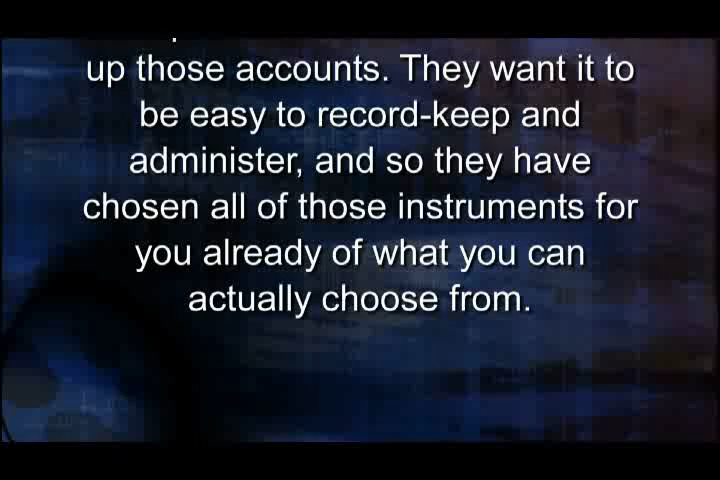 up those accounts. They want it to
be easy to record-keep and
administer, and so they have
chosen all of those instruments for
you already of what you can
actually choose from.